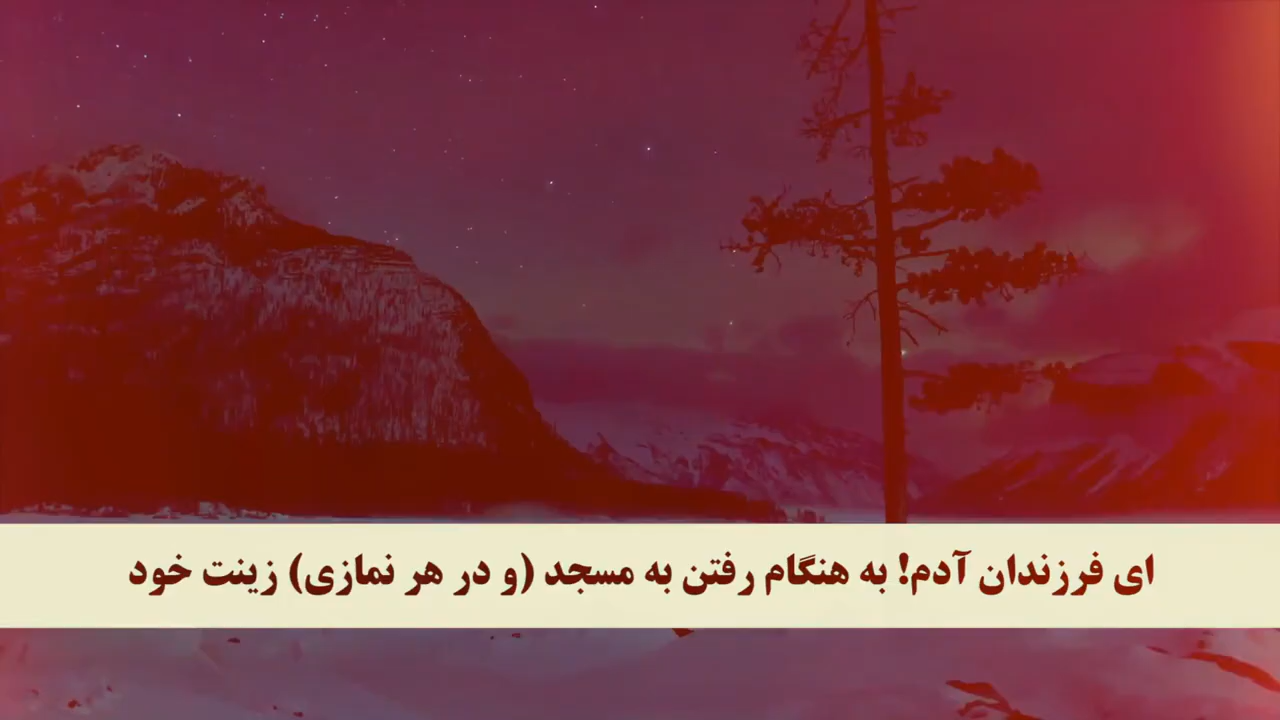 ای فرزندان آدم! به هنگام رفتن به مسجد (و در هر نمازی) زینت خود